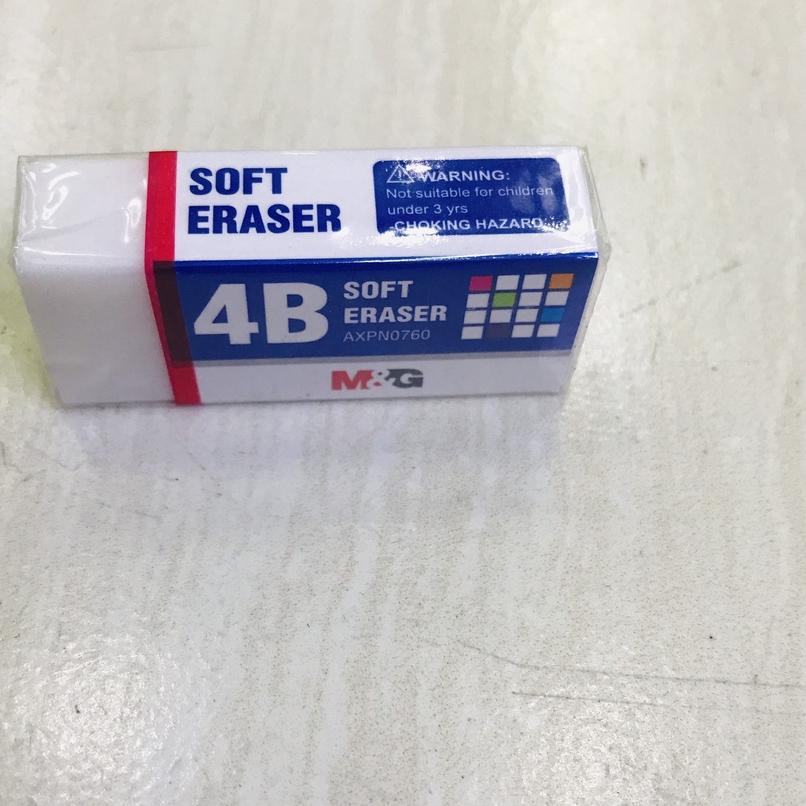 SOFT
ERASER
WARNING:
Not suitable for children
under 3 yrs
-CHOKING HAZARD.
4B
SOFT
ERASER
AXPN0760
M&G